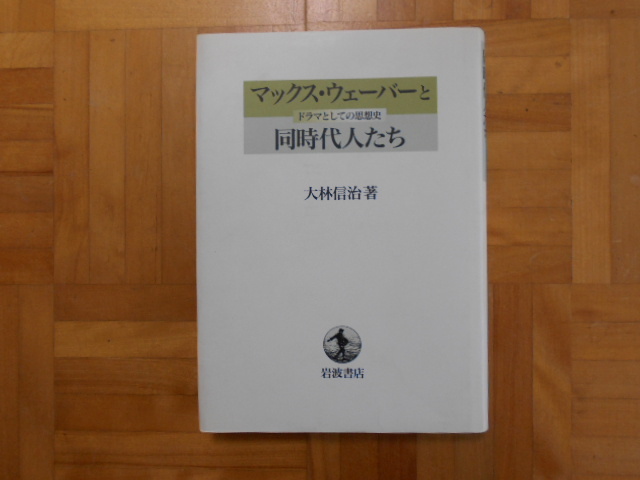 マックス・ウェーバーと
ドラマとしての思想史
同時代人たち
大林信治著
岩波書店